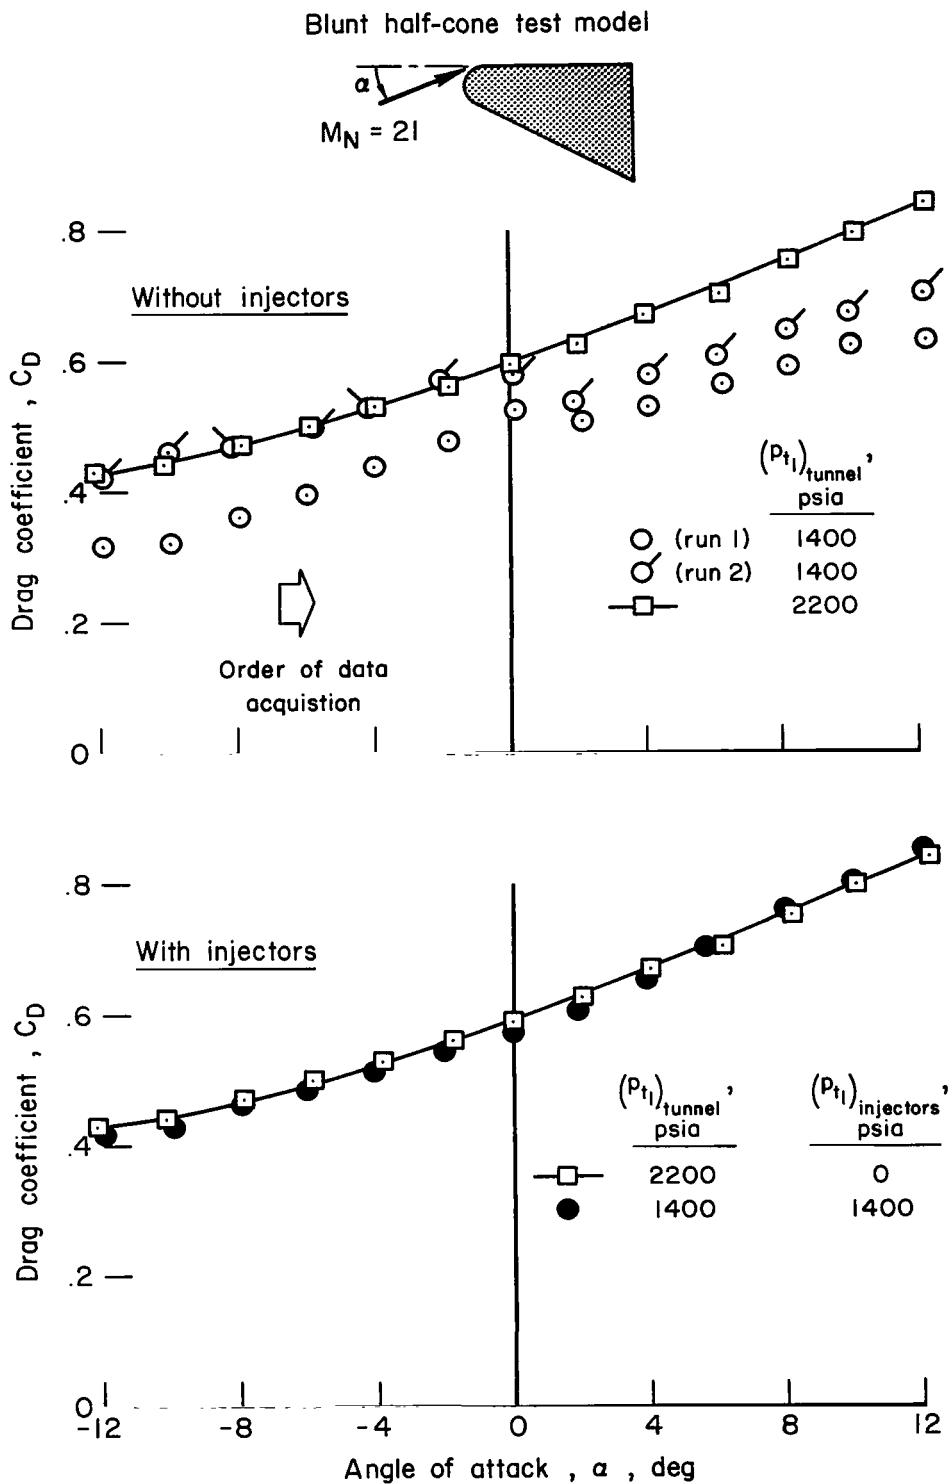 Blunt half-cone test model
α
M_N = 21
.8
Without injectors
.6
(p_t1)tunnel,
psia
.4
(run 1) 1400
(run 2) 1400
2200
.2
Order of data
acquistion
0
Drag coefficient , C_D
.8
With injectors
.6
(p_t1)tunnel, (p_t1)injectors,
psia psia
.4
2200 0
1400 1400
.2
0
Drag coefficient , C_D
-12 -8 -4 0 4 8 12
Angle of attack , α , deg